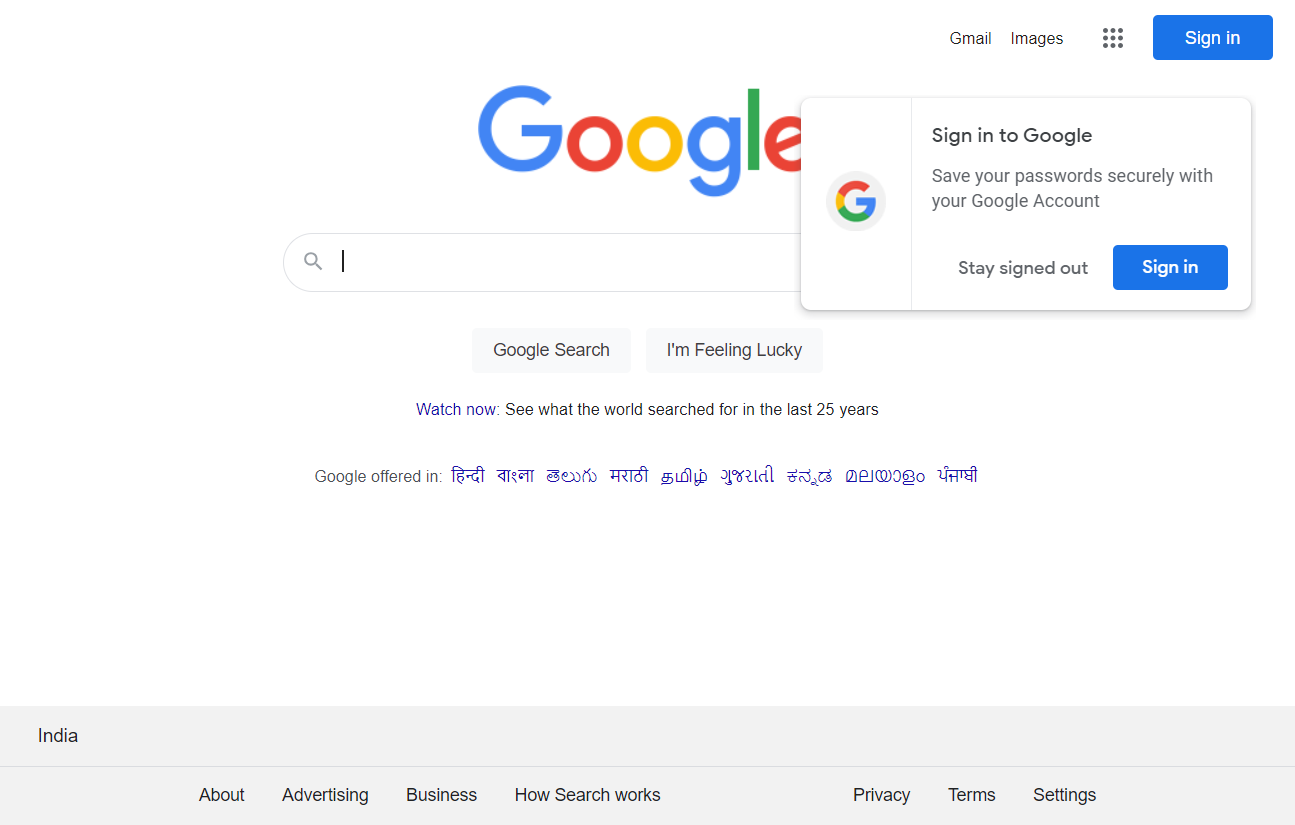 Gmail Images Sign in
Google
Sign in to Google
Save your passwords securely with
your Google Account
Stay signed out Sign in
Google Search I'm Feeling Lucky
Watch now: See what the world searched for in the last 25 years
Google offered in: हिन्दी বাংলা తెలుగు मराठी தமிழ் ગુજરાતી ಕನ್ನಡ മലയാളം ਪੰਜਾਬੀ
India
About Advertising Business How Search works Privacy Terms Settings